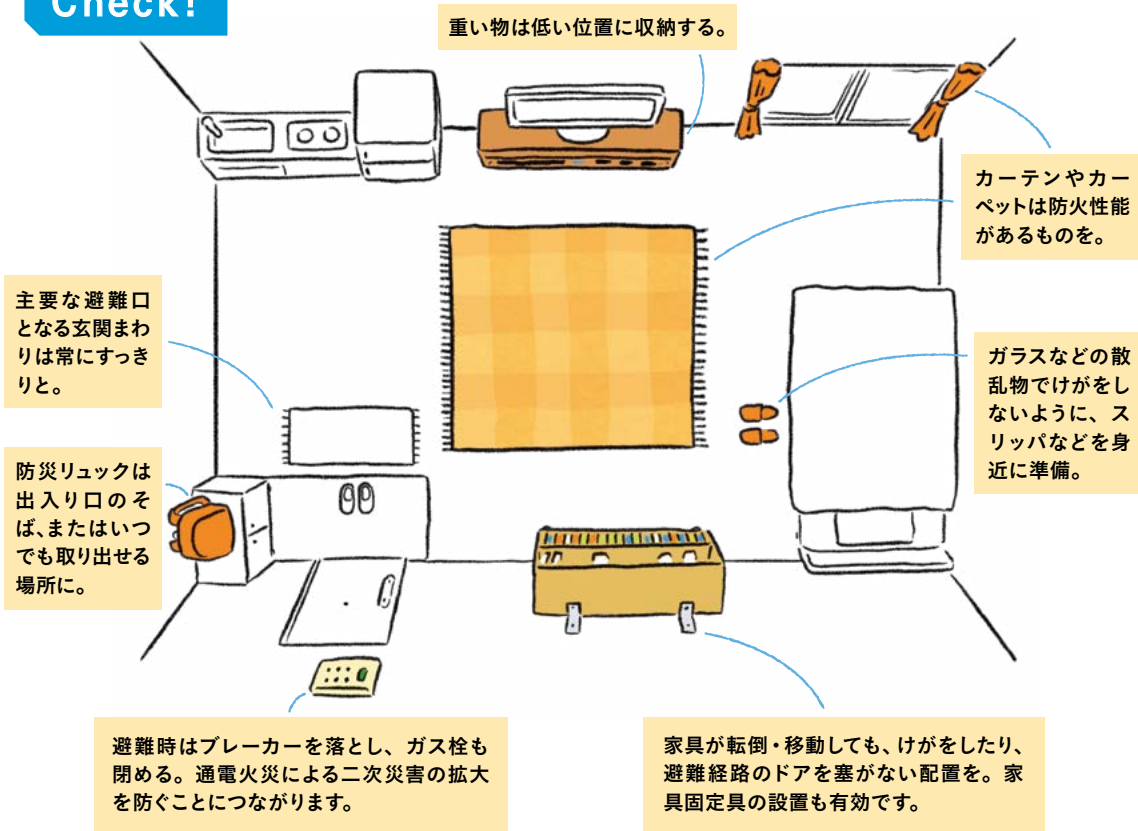 Check!
重い物は低い位置に収納する。
カーテンやカー
ペットは防火性能
があるものを。
主要な避難口
となる玄関まわ
りは常にすっき
りと。
ガラスなどの散
乱物でけがをし
ないように、ス
リッパなどを身
近に準備。
防災リュックは
出入り口のそ
ば、またはいつ
でも取り出せる
場所に。
避難時はブレーカーを落とし、ガス栓も
閉める。通電火災による二次災害の拡大
を防ぐことにつながります。
家具が転倒・移動しても、けがをしたり、
避難経路のドアを塞がない配置を。家
具固定具の設置も有効です。